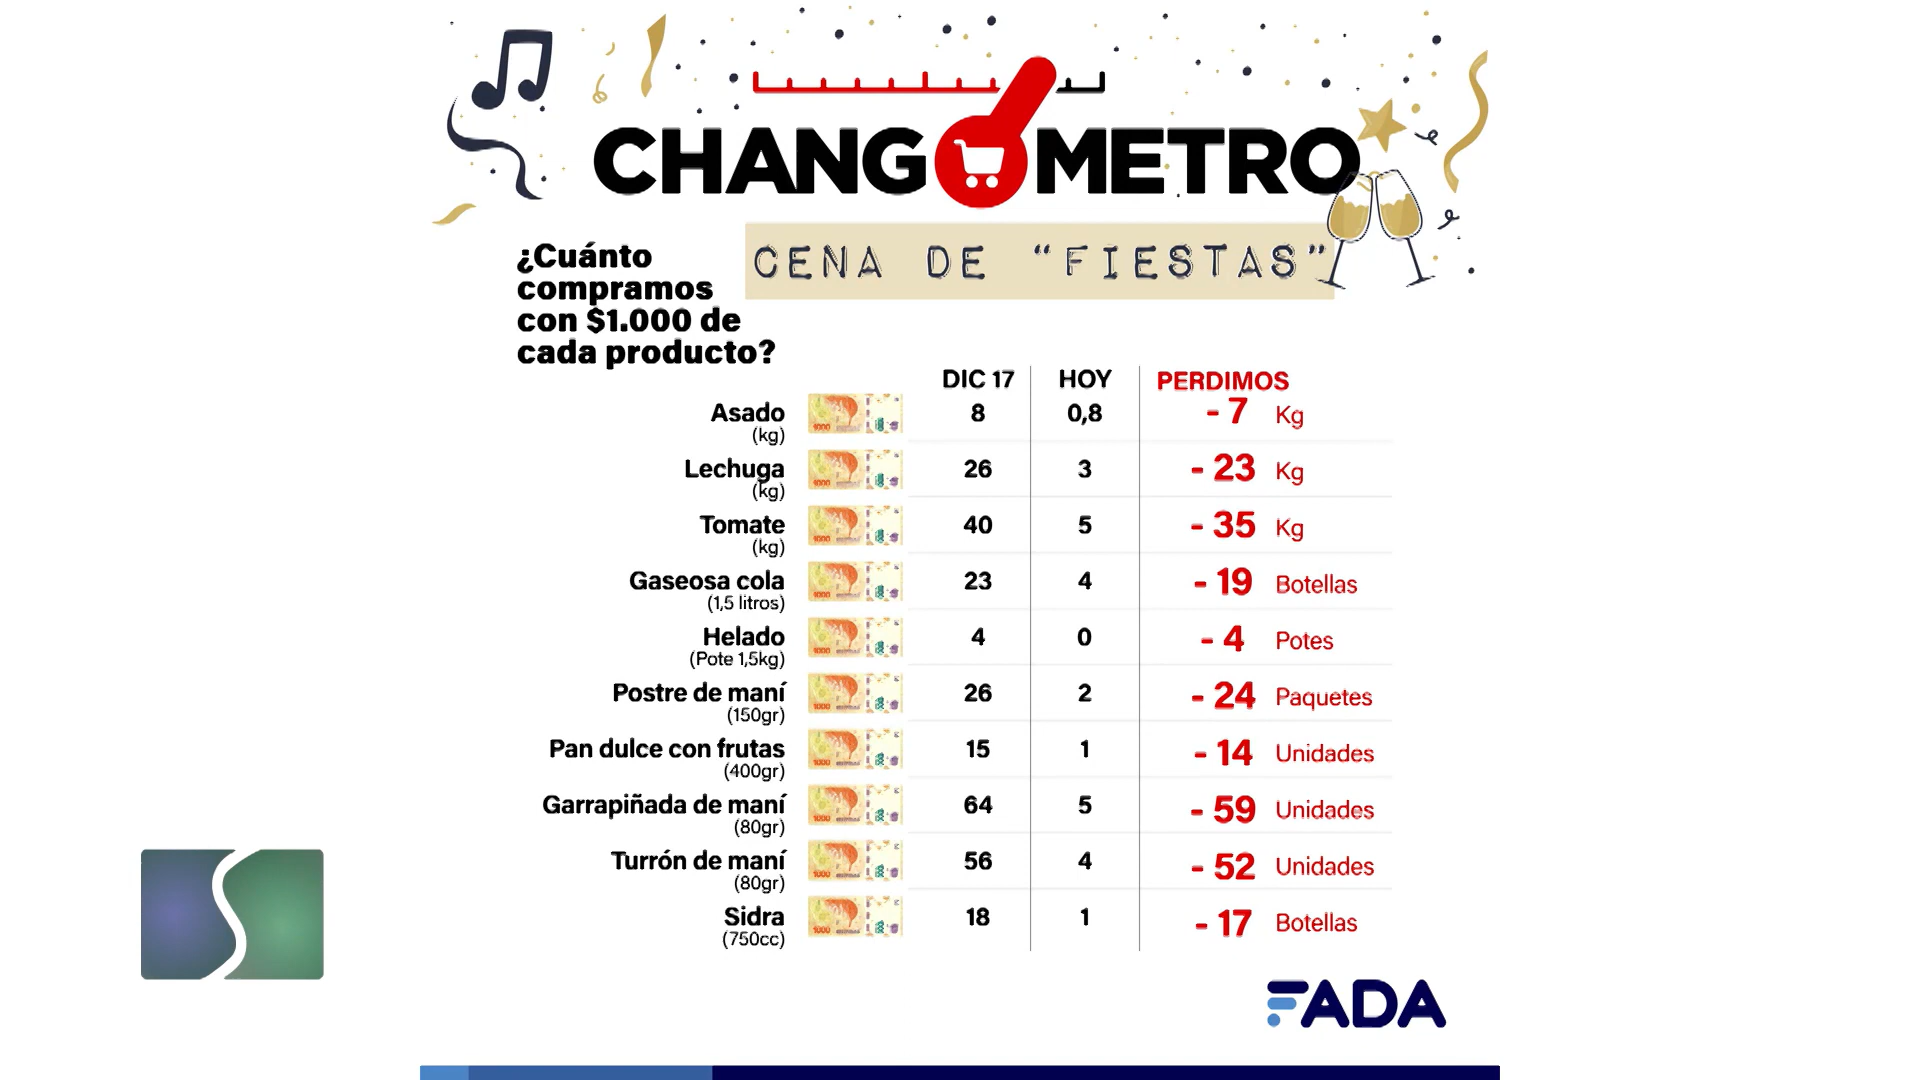 CHANGOMETRO
CENA DE "FIESTAS"
¿Cuánto
compramos
con $1.000 de
cada producto?
DIC 17 HOY PERDIMOS
Asado 8 0,8 - 7 Kg
(kg)
Lechuga 26 3 - 23 Kg
(kg)
Tomate 40 5 - 35 Kg
(kg)
Gaseosa cola 23 4 - 19 Botellas
(1,5 litros)
Helado 4 0 - 4 Potes
(Pote 1,5kg)
Postre de maní 26 2 - 24 Paquetes
(150gr)
Pan dulce con frutas 15 1 - 14 Unidades
(400gr)
Garrapiñada de maní 64 5 - 59 Unidades
(80gr)
Turrón de maní 56 4 - 52 Unidades
(80gr)
Sidra 18 1 - 17 Botellas
(750cc)
FADA